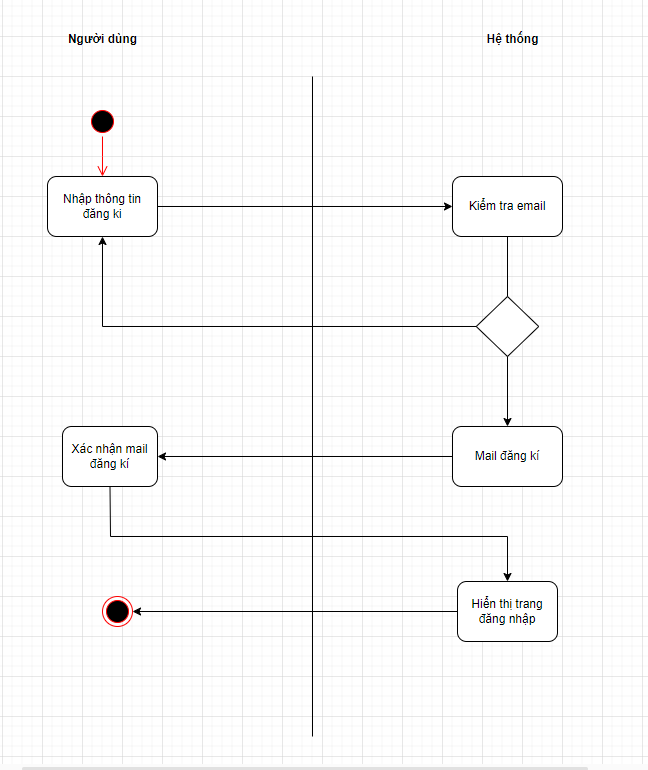 Người dùng
Hệ thống
Nhập thông tin
đăng kí
Kiểm tra email
Xác nhận mail
đăng kí
Mail đăng kí
Hiển thị trang
đăng nhập